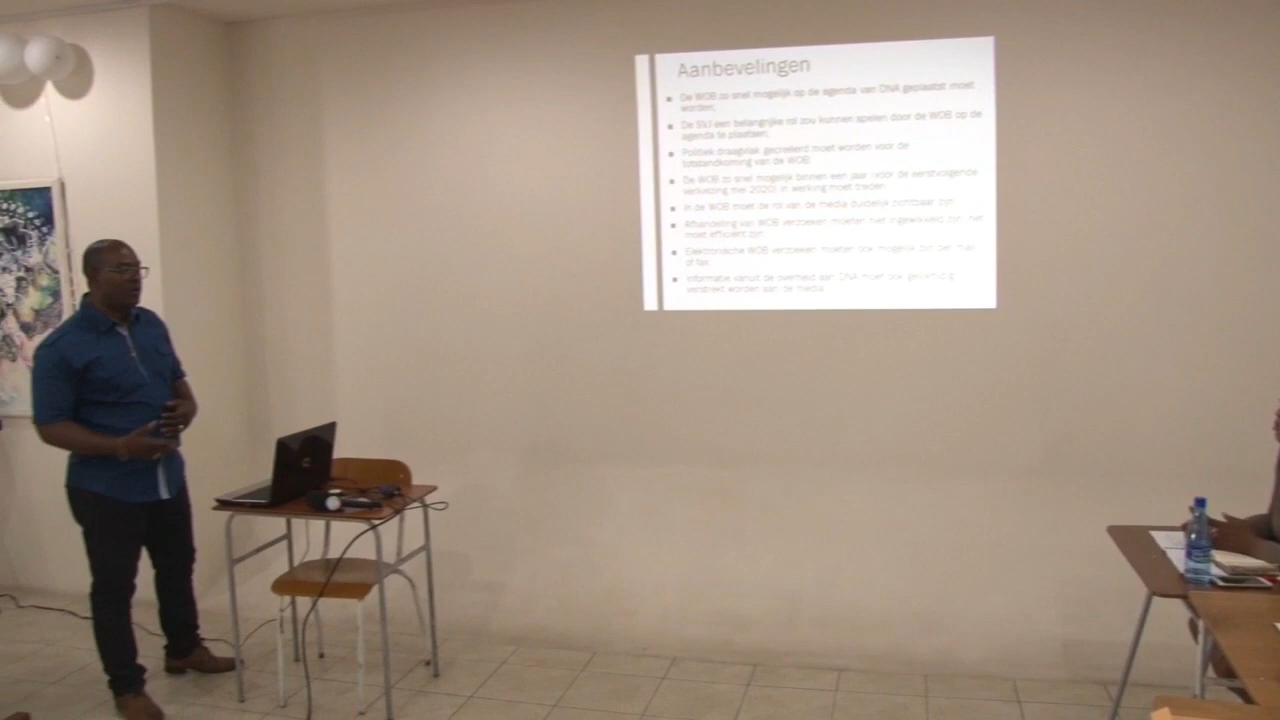 Aanbevelingen
De WOB zo snel mogelijk op de agenda van DNA geplaatst moet
worden;
De SVJ een belangrijke rol zou kunnen spelen door de WOB op de
agenda te plaatsen;
Politiek draagvlak gecreëerd moet worden voor de
totstandkoming van de WOB
De WOB zo snel mogelijk binnen een jaar (voor de eerstvolgende
verkiezing mei 2020) in werking moet treden
In de WOB moet de rol van de media duidelijk zichtbaar zijn
Afhandeling van WOB verzoeken moeten niet ingewikkeld zijn, het
moet efficiënt zijn
Elektronische WOB verzoeken moeten ook mogelijk zijn per mail
of fax
Informatie vanuit de overheid aan DNA moet ook gelijktijdig
verstrekt worden aan de media